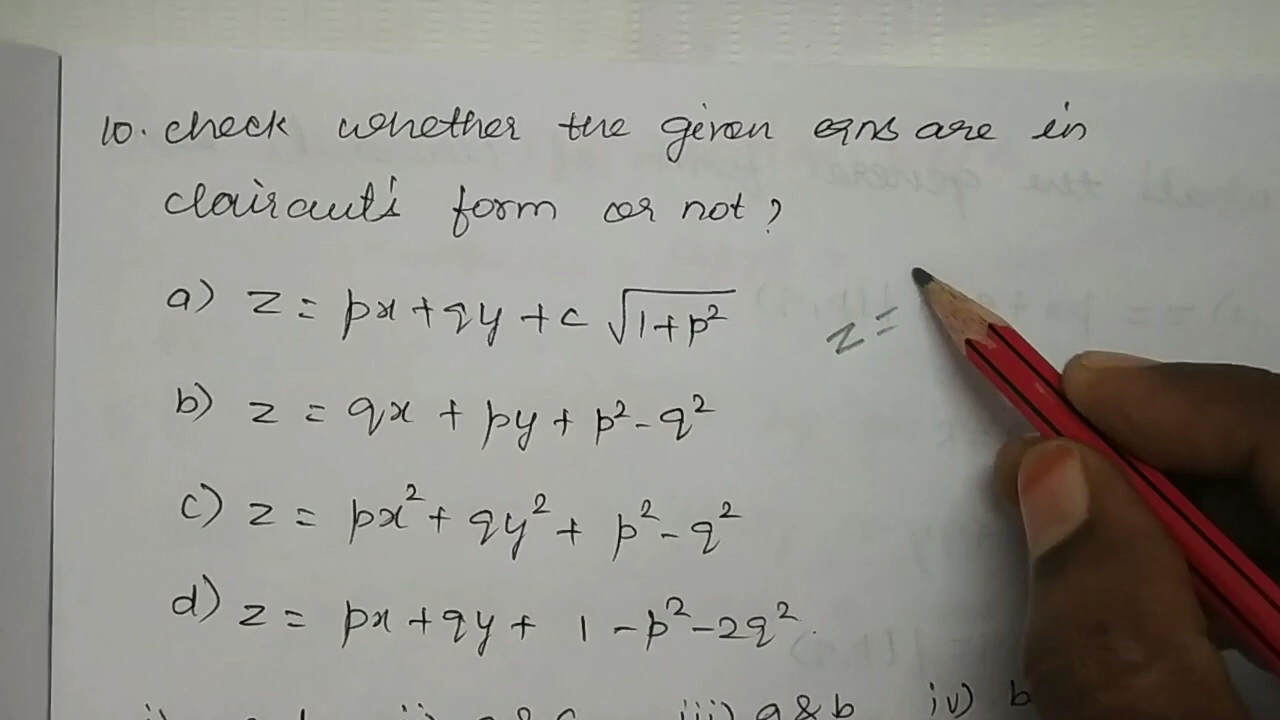 10. check whether the given eqns are in
clairaut's form or not?
a) z = px + qy + c √1+p²
z =
b) z = qx + py + p² - q²
c) z = px² + qy² + p² - q²
d) z = px + qy + 1 - p² - 2q².
iii) a & b iv) b